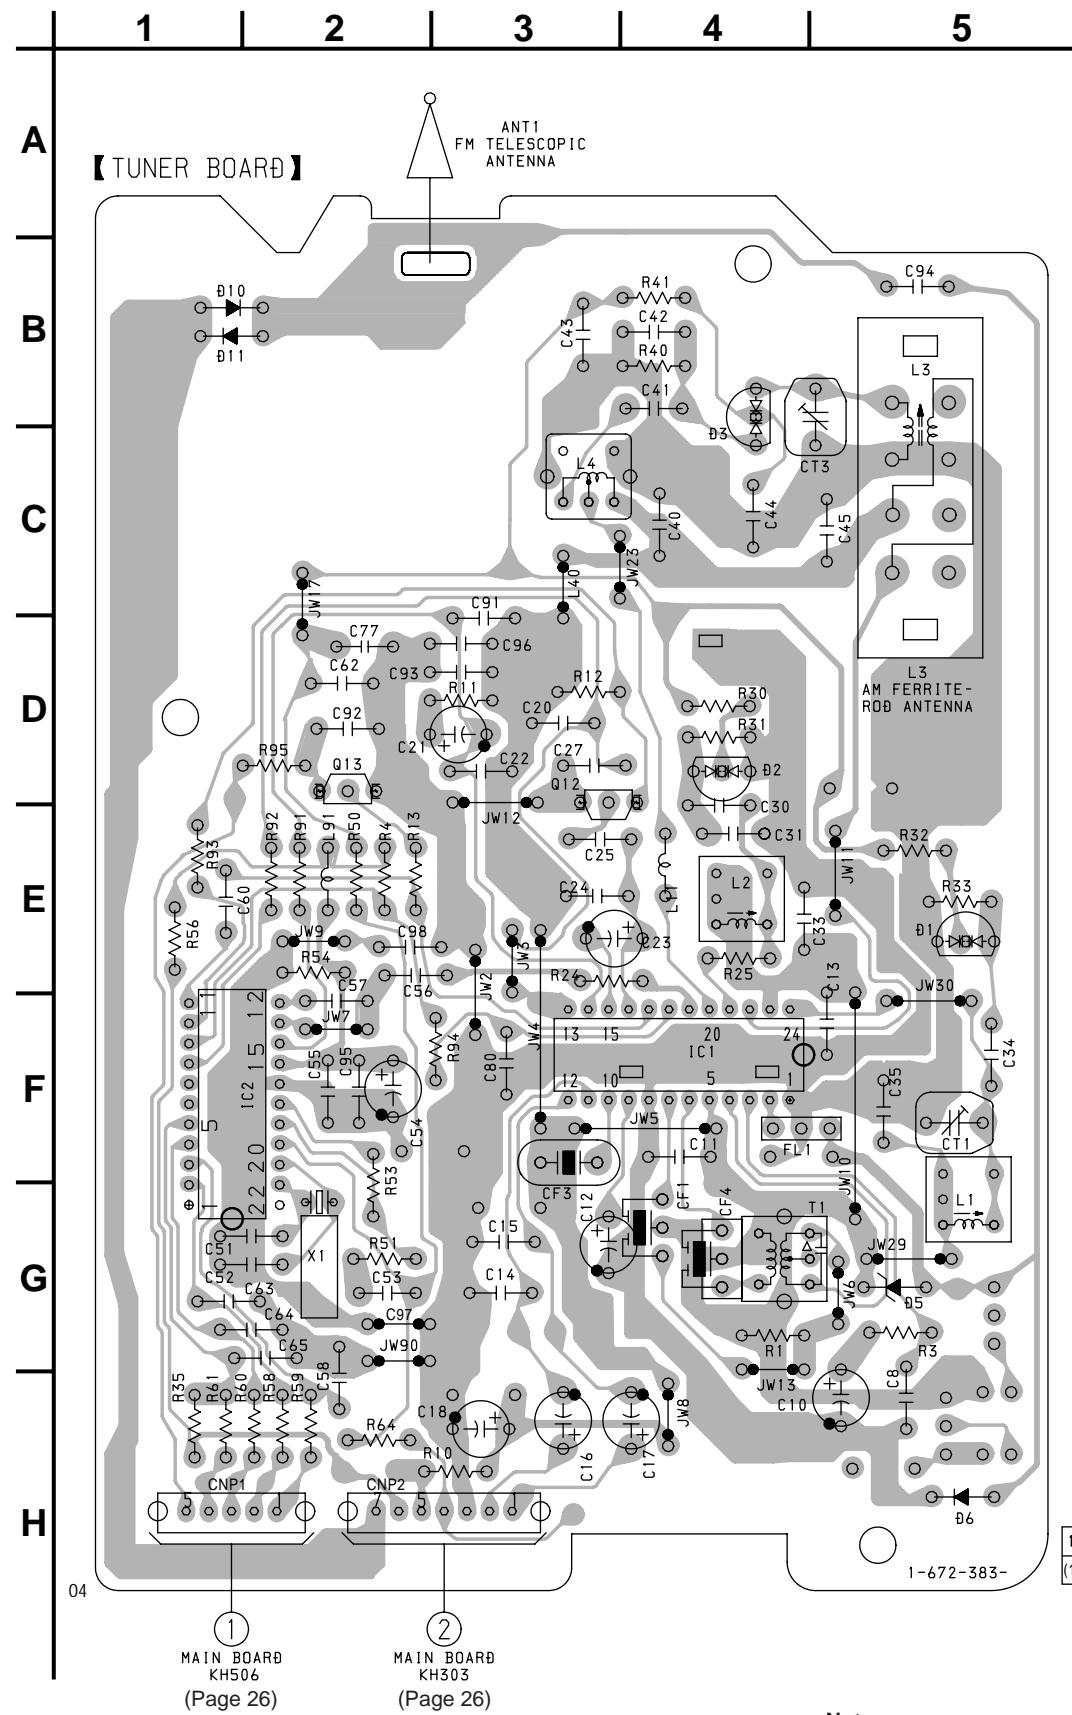 1 2 3 4 5
A
ANT1
FM TELESCOPIC
ANTENNA
【TUNER BOARD】
B
D10
D11
C43
R41
C42
R40
C41
C94
L3
D3
CT3
C
L4
C40
C44
C45
JW17
L40
JW23
C91
D
C77
C62
C93
C96
R11
R12
C92
C21
C20
C22
C27
R30
R31
D2
L3
AM FERRITE-
ROD ANTENNA
R95
Q13
Q12
JW12
C30
C31
C25
E
R93
R92
R91
L91
R50
R4
R13
C60
R56
JW9
C98
R54
C56
C24
C23
L2
C33
JW11
R32
R33
D1
JW2
JW3
R24
R25
C13
JW30
F
11 12
C57
JW7
R94
C80
JW4
13 15 20 24
IC1
12 10 5 1
15
IC2
C55
C95
C54
C34
C35
JW5
FL1
CT1
5
20
R53
CF3
C11
JW10
1 22
C12
CF1
CF4
T1
L1
G
C51
X1
R51
C15
C52
C53
C14
JW29
JW6
D5
C63
C64
C97
C65
JW90
C58
R1
R3
JW13
C8
C10
R35
R61
R60
R58
R59
R64
C18
R10
C16
C17
JW8
H
CNP1
5 1
CNP2
7 5 1
D6
1-672-383-
04
1
MAIN BOARD
KH506
(Page 26)
2
MAIN BOARD
KH303
(Page 26)